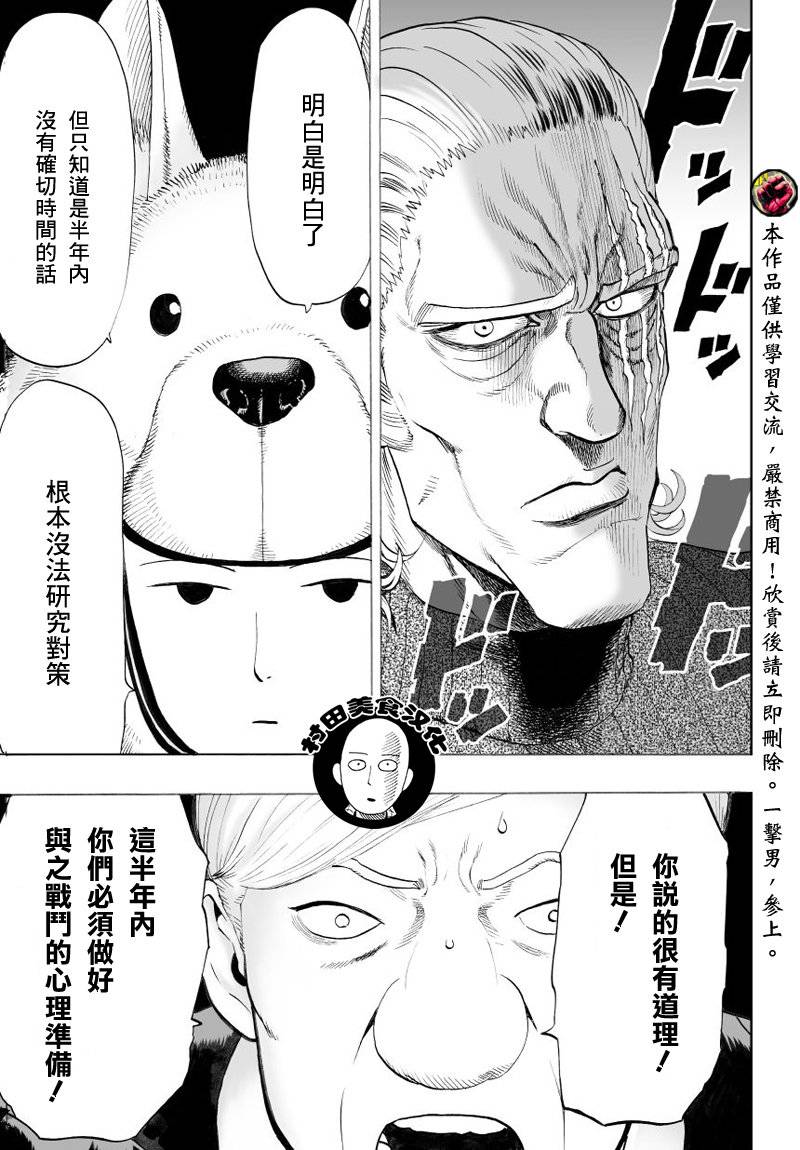 ドドドド
ドド
明白是明白了
但只知道是半年內
沒有確切時間的話
根本沒法研究對策
村田美食汉化
你說的很有道理!
但是!
這半年內
你們必須做好
與之戰鬥的心理準備!
本作品僅供學習交流,嚴禁商用!欣賞後請立即刪除。一擊男,參上。